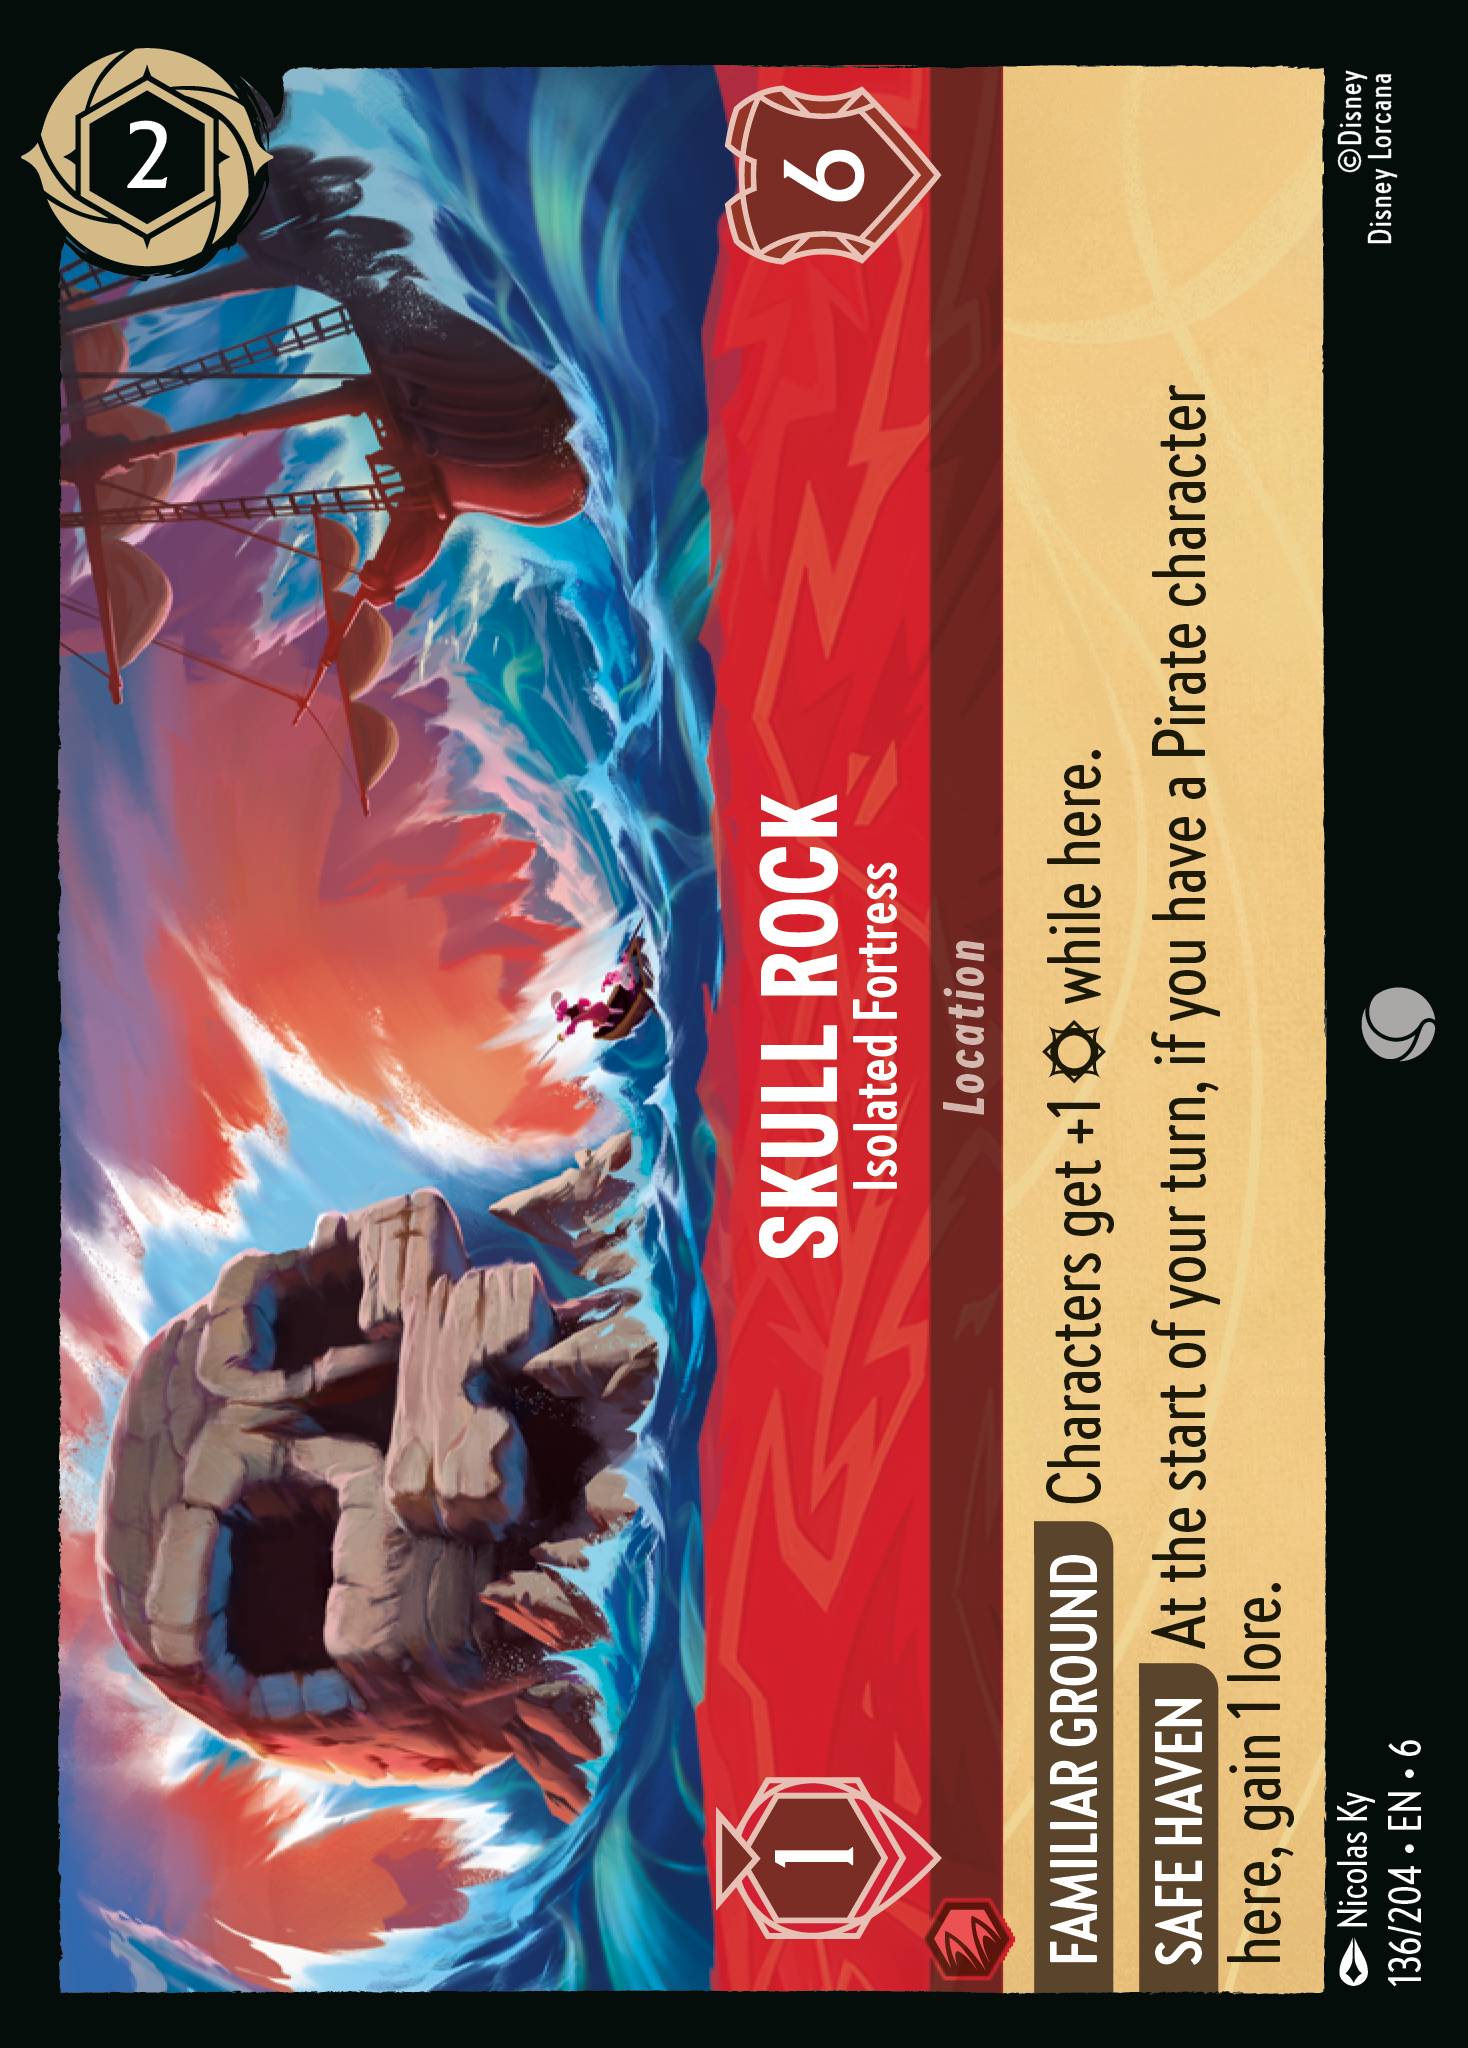 2
1
SKULL ROCK
Isolated Fortress
6
Location
FAMILIAR GROUND Characters get +1 while here.
SAFE HAVEN At the start of your turn, if you have a Pirate character
here, gain 1 lore.
Nicolas Ky
136/204 • EN • 6
©Disney
Disney Lorcana